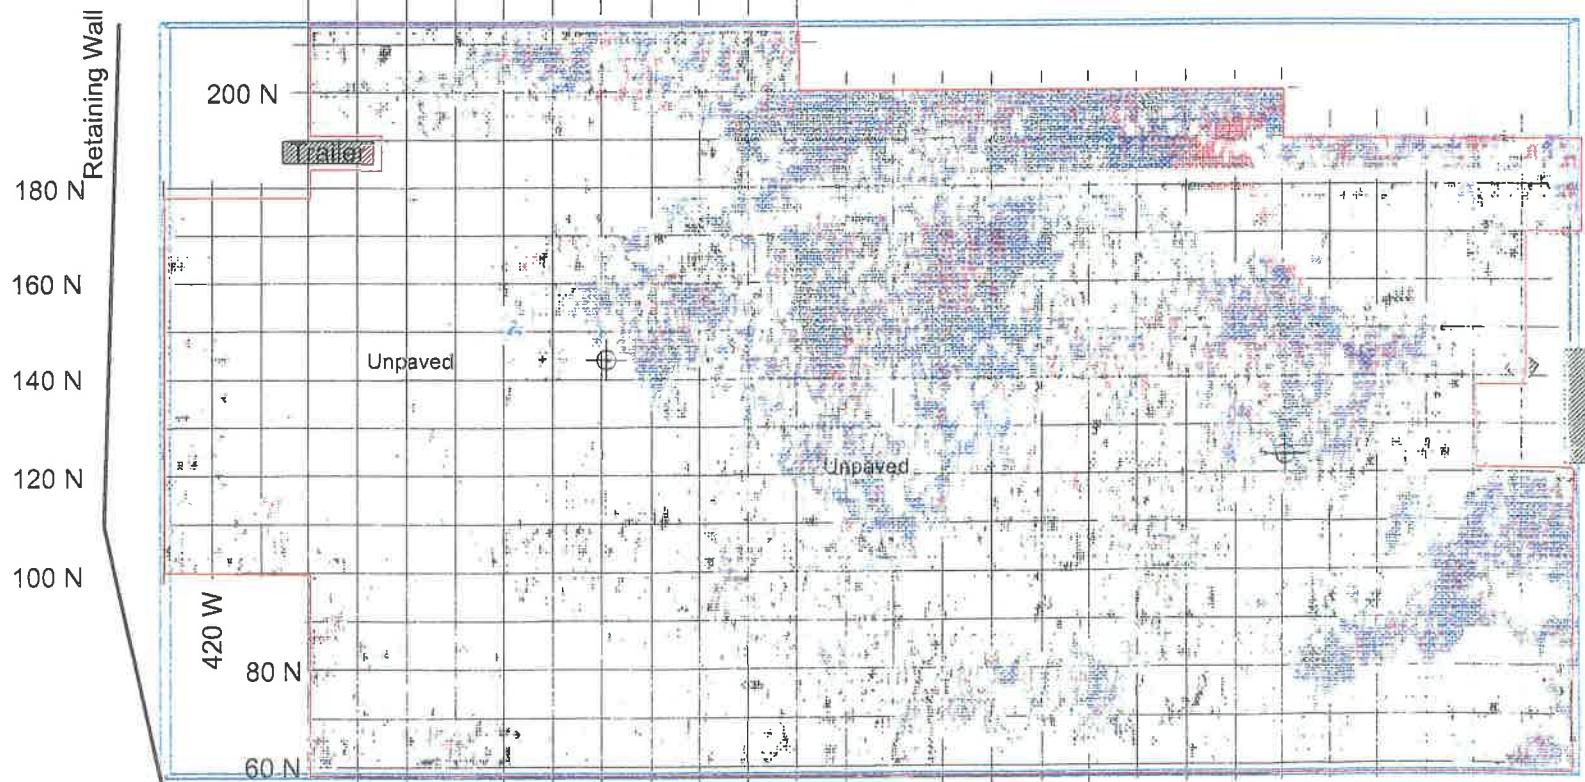 Retaining Wall
200 N
Trailer
180 N
160 N
Unpaved
140 N
Unpaved
120 N
100 N
420 W
80 N
60 N